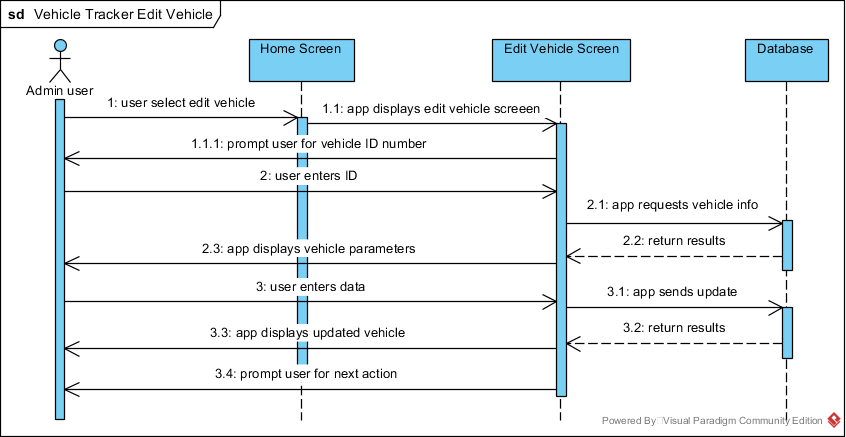 sd Vehicle Tracker Edit Vehicle
Home Screen
Edit Vehicle Screen
Database
Admin user
1: user select edit vehicle
1.1: app displays edit vehicle screeen
1.1.1: prompt user for vehicle ID number
2: user enters ID
2.1: app requests vehicle info
2.2: return results
2.3: app displays vehicle parameters
3: user enters data
3.1: app sends update
3.2: return results
3.3: app displays updated vehicle
3.4: prompt user for next action
Powered By Visual Paradigm Community Edition